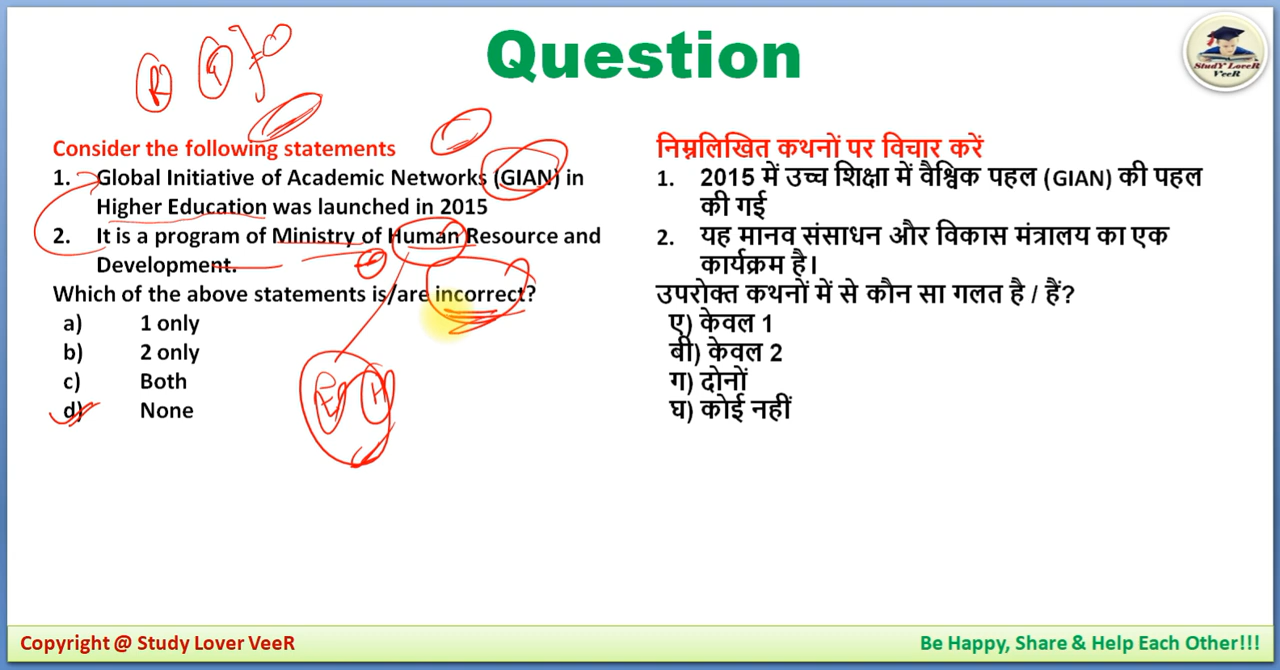 Question
StudY LoveR
VeeR
Consider the following statements
1. Global Initiative of Academic Networks (GIAN) in
Higher Education was launched in 2015
2. It is a program of Ministry of Human Resource and
Development.
Which of the above statements is/are incorrect?
a) 1 only
b) 2 only
c) Both
d) None
निम्नलिखित कथनों पर विचार करें
1. 2015 में उच्च शिक्षा में वैश्विक पहल (GIAN) की पहल
की गई
2. यह मानव संसाधन और विकास मंत्रालय का एक
कार्यक्रम है।
उपरोक्त कथनों में से कौन सा गलत है / हैं?
ए) केवल 1
बी) केवल 2
ग) दोनों
घ) कोई नहीं
Copyright @ Study Lover VeeR
Be Happy, Share & Help Each Other!!!